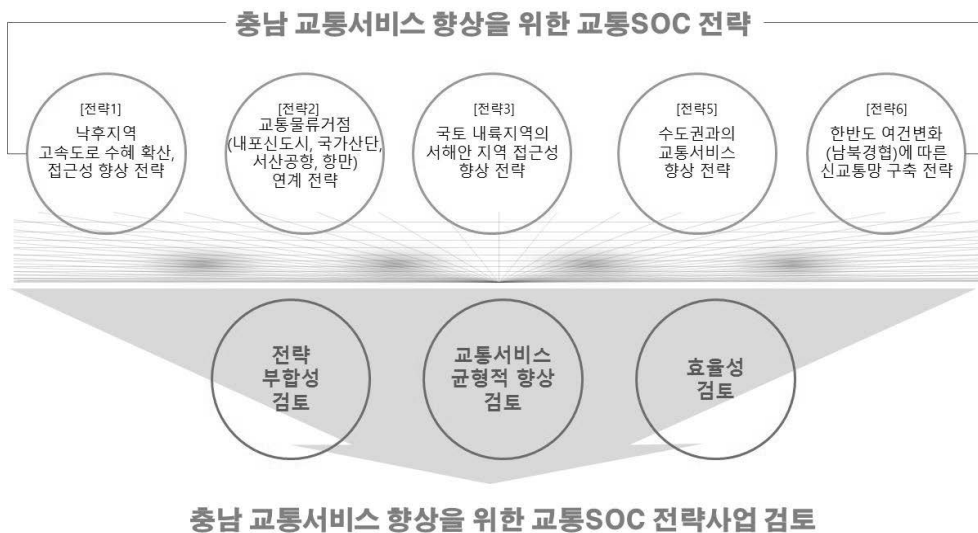 충남 교통서비스 향상을 위한 교통SOC 전략
[전략1]
낙후지역
고속도로 수혜 확산,
접근성 향상 전략
[전략2]
교통물류거점
(내포신도시, 국가산단,
서산공항, 항만)
연계 전략
[전략3]
국토 내륙지역의
서해안 지역 접근성
향상 전략
[전략5]
수도권과의
교통서비스
향상 전략
[전략6]
한반도 여건변화
(남북경협)에 따른
신교통망 구축 전략
전략
부합성
검토
교통서비스
균형적 향상
검토
효율성
검토
충남 교통서비스 향상을 위한 교통SOC 전략사업 검토